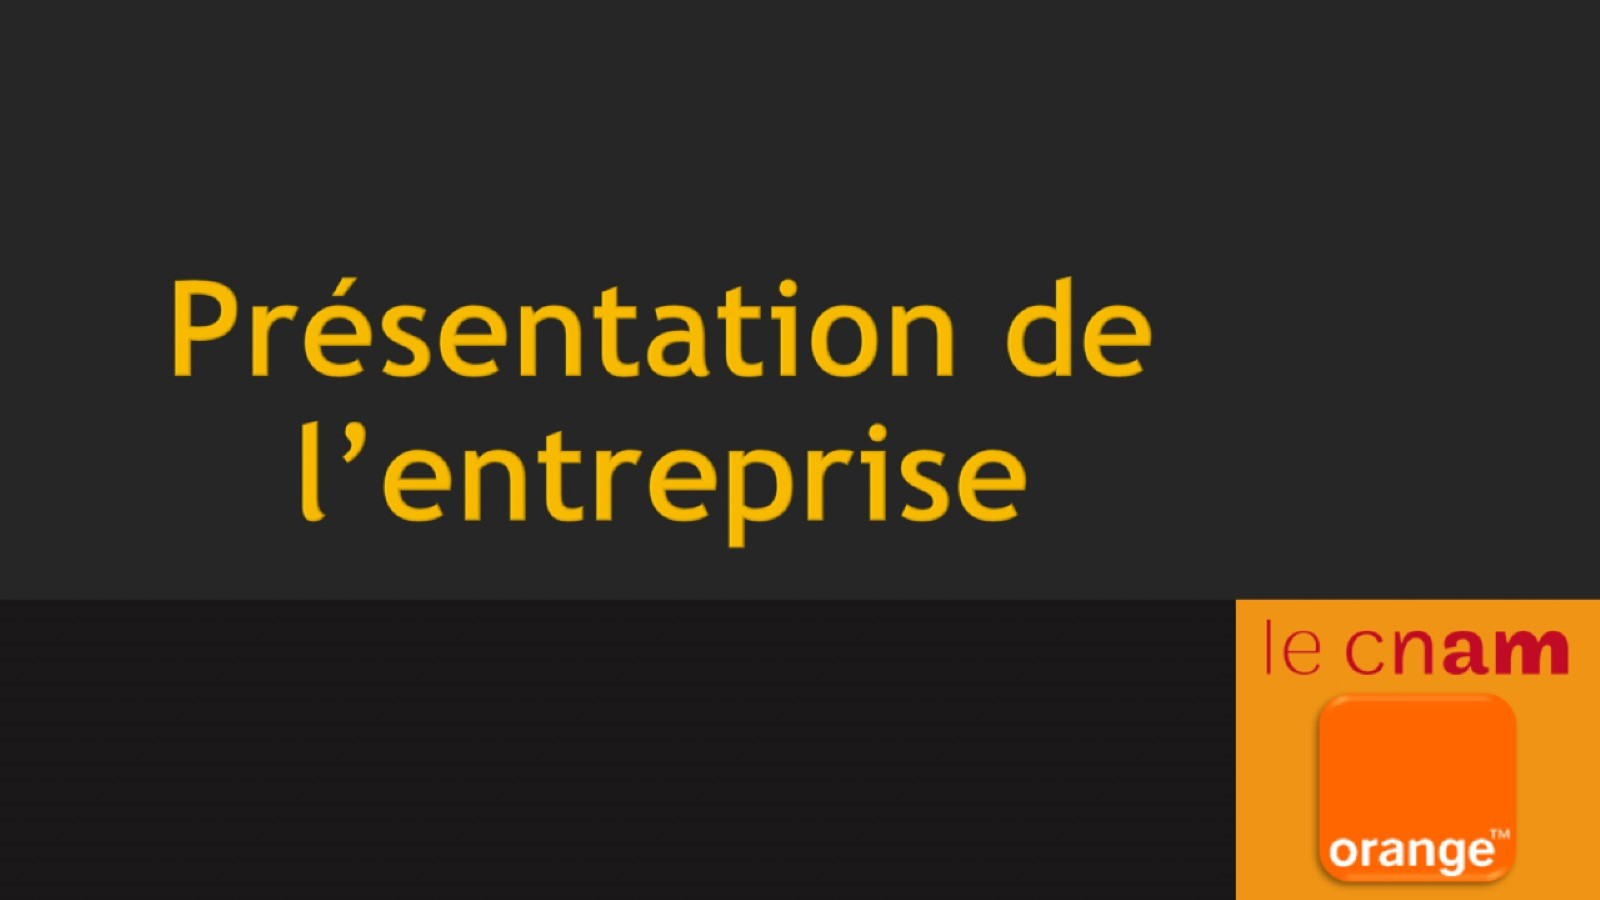 Présentation de
l’entreprise
le cnam
orange™